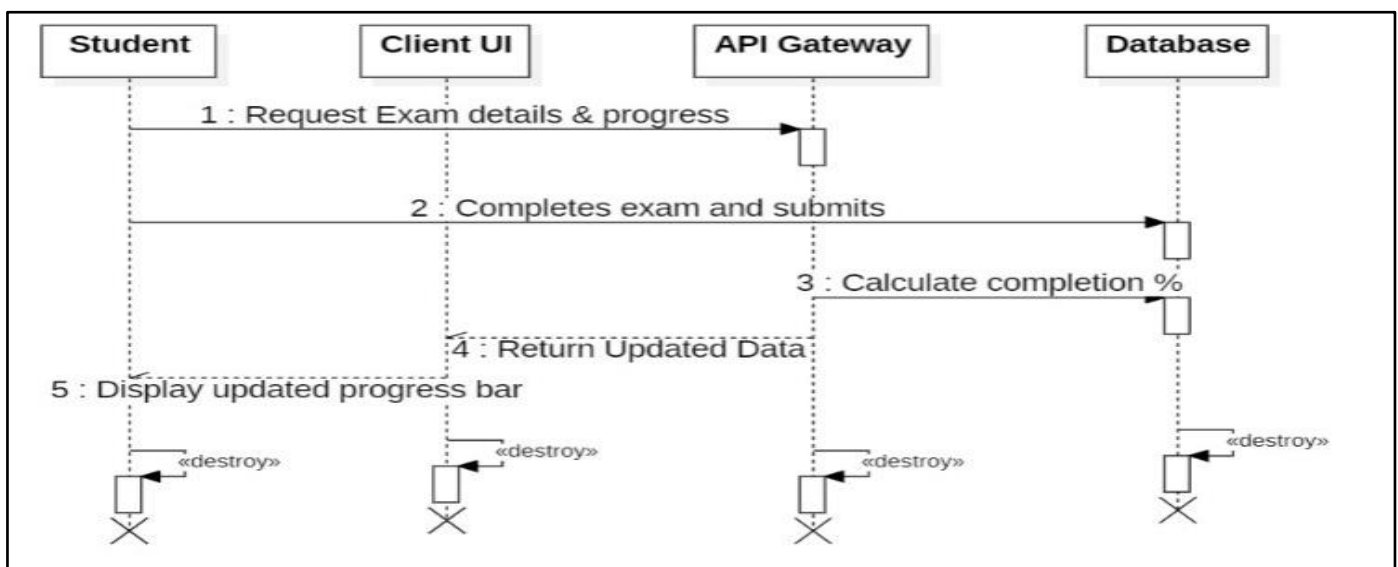 Student
Client UI
API Gateway
Database
1 : Request Exam details & progress
2 : Completes exam and submits
3 : Calculate completion %
4 : Return Updated Data
5 : Display updated progress bar
«destroy»
«destroy»
«destroy»
«destroy»